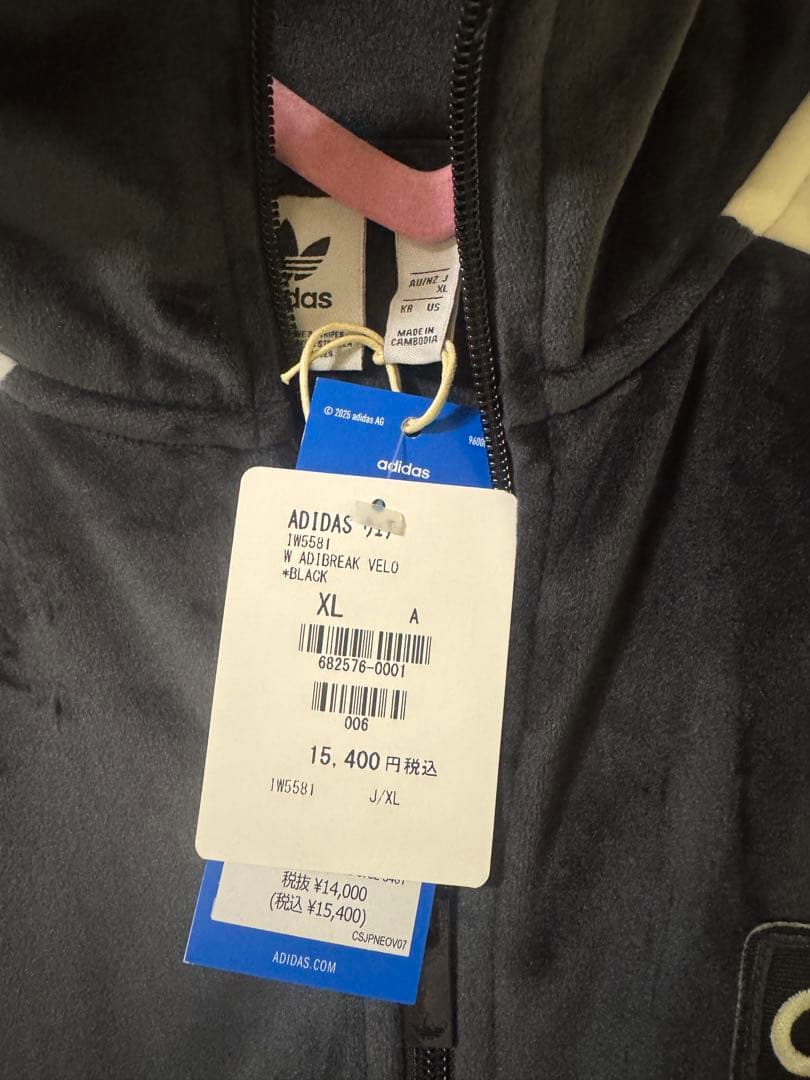 AU/NZ J
XL
KR US
MADE IN
CAMBODIA
© 2025 adidas AG
adidas
ADIDAS
IW5581
W ADIBREAK VELO
*BLACK
XL A
682576-0001
006
15,400円税込
IW5581 J/XL
税抜 ¥14,000
(税込 ¥15,400)
CSJPNEOV07
ADIDAS.COM